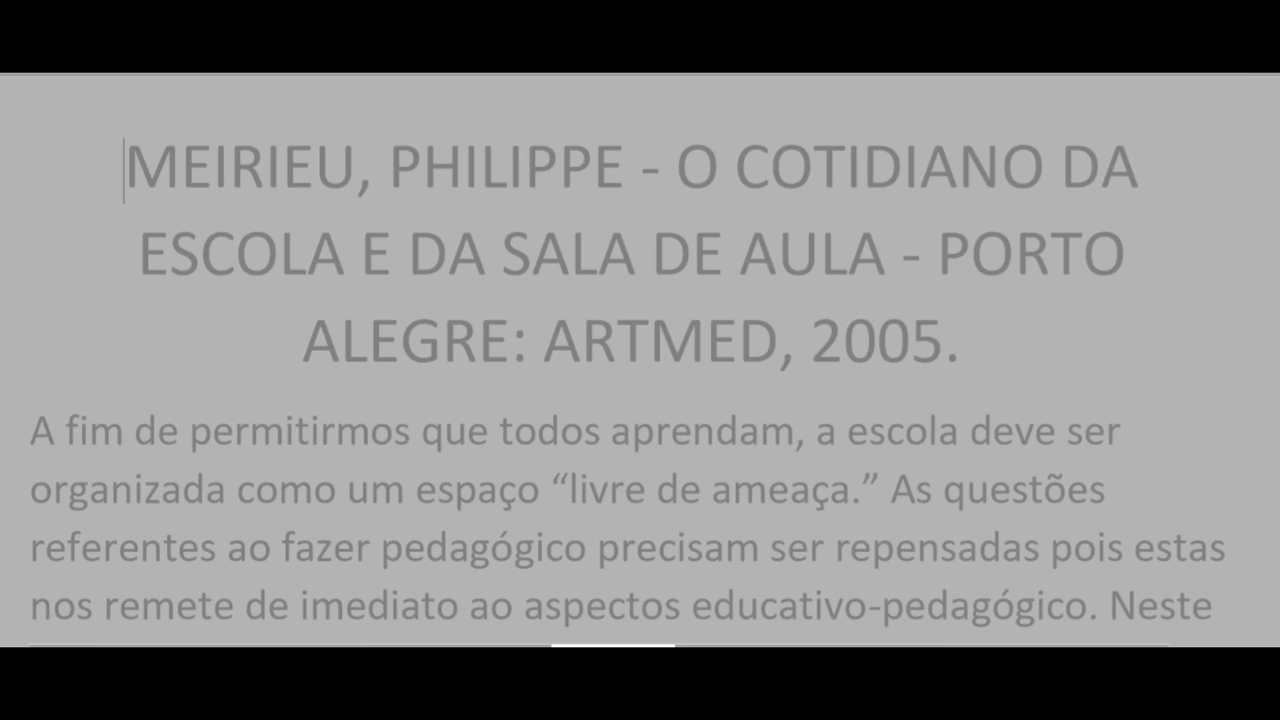 MEIRIEU, PHILIPPE - O COTIDIANO DA
ESCOLA E DA SALA DE AULA - PORTO
ALEGRE: ARTMED, 2005.
A fim de permitirmos que todos aprendam, a escola deve ser
organizada como um espaço “livre de ameaça.” As questões
referentes ao fazer pedagógico precisam ser repensadas pois estas
nos remete de imediato ao aspectos educativo-pedagógico. Neste